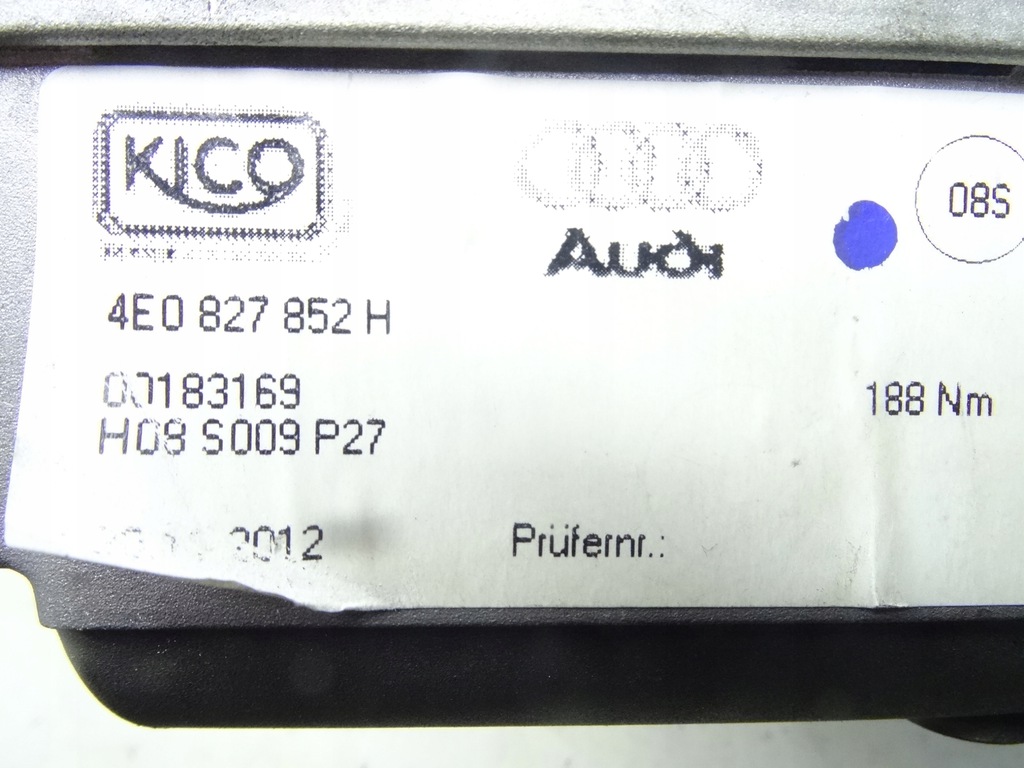 KICO
Audi
08S
4E0 827 852 H
00183169
188 Nm
H08 S009 P27
2012
Prüfernr.: